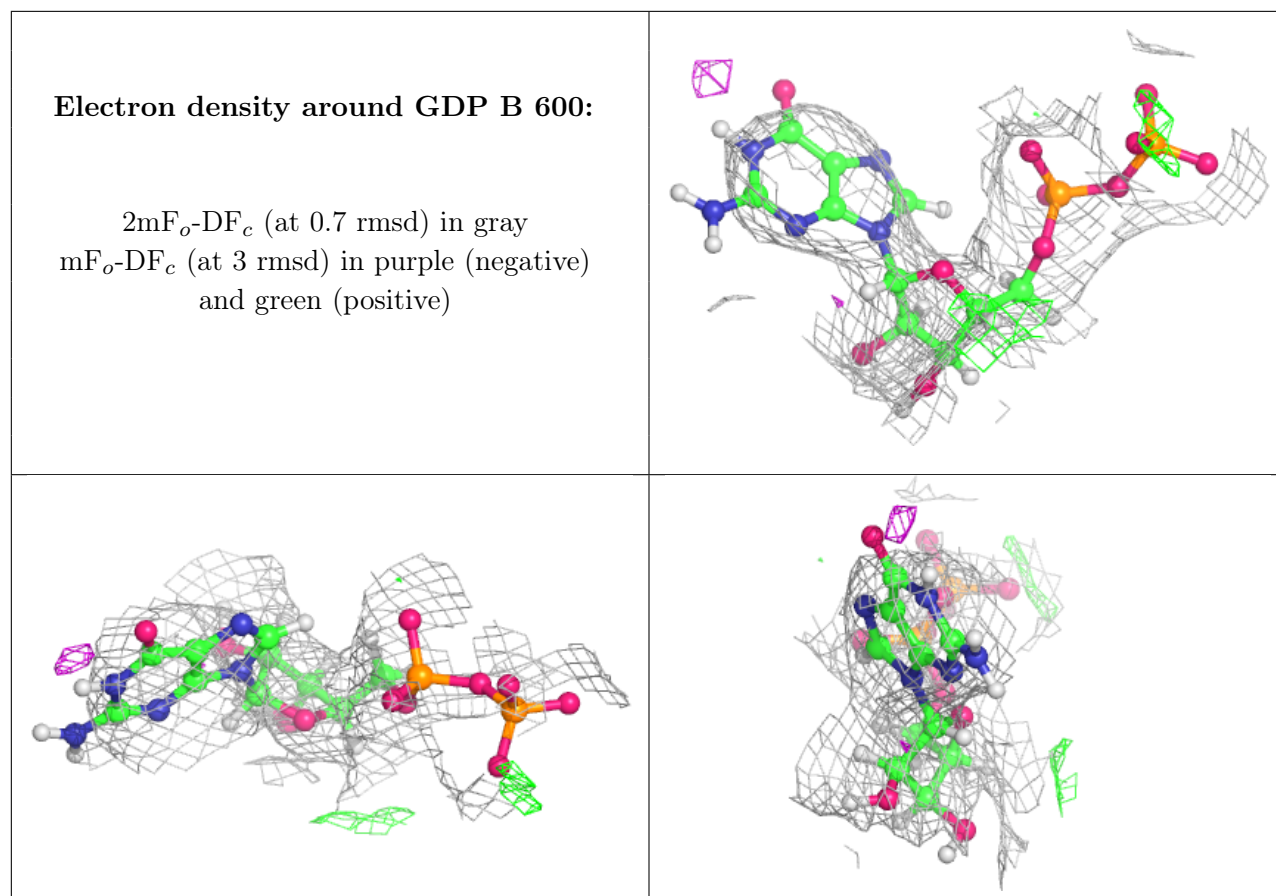 Electron density around GDP B 600:
2mFₒ-DF𝒸 (at 0.7 rmsd) in gray
mFₒ-DF𝒸 (at 3 rmsd) in purple (negative)
and green (positive)